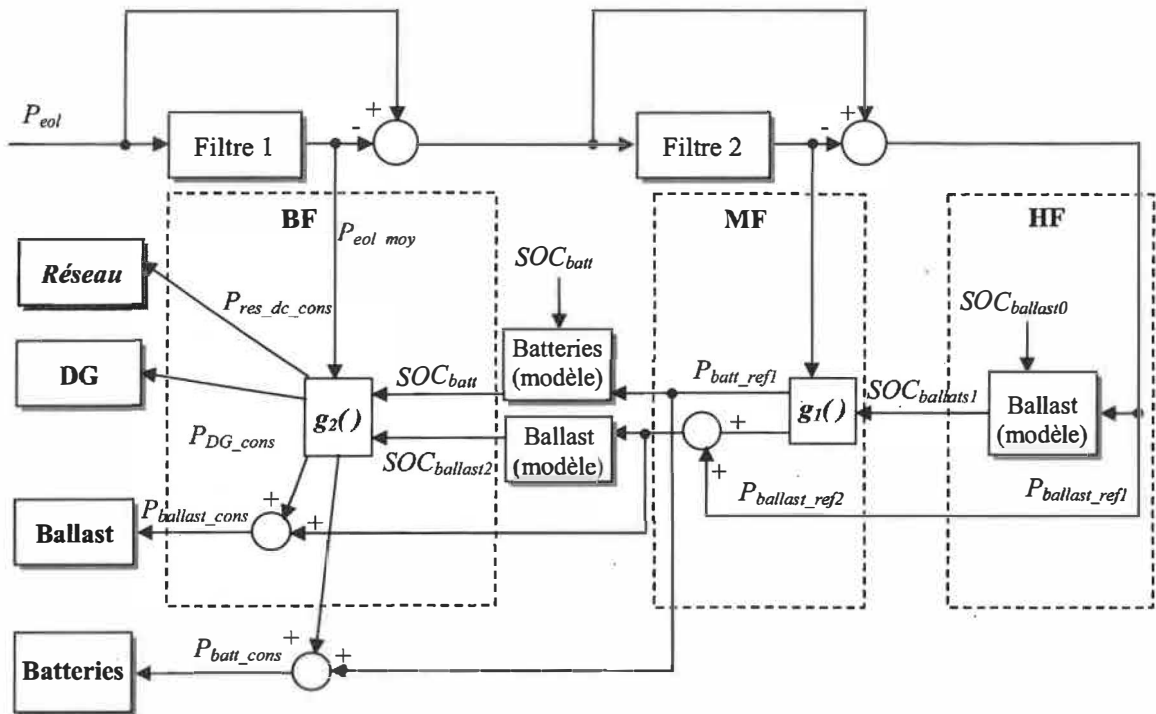 P_eol
Filtre 1
+
-
Filtre 2
+
-
BF
MF
HF
P_eol moy
SOC_batt
Réseau
P_res_dc_cons
SOC_ballast0
DG
Batteries
(modèle)
SOC_batt
P_batt_ref1
SOC_ballats1
Ballast
(modèle)
g₂()
g₁()
P_DG_cons
SOC_ballast2
Ballast
(modèle)
+
+
P_ballast_ref2
P_ballast_ref1
Ballast
P_ballast_cons
+
+
Batteries
P_batt_cons
+
+